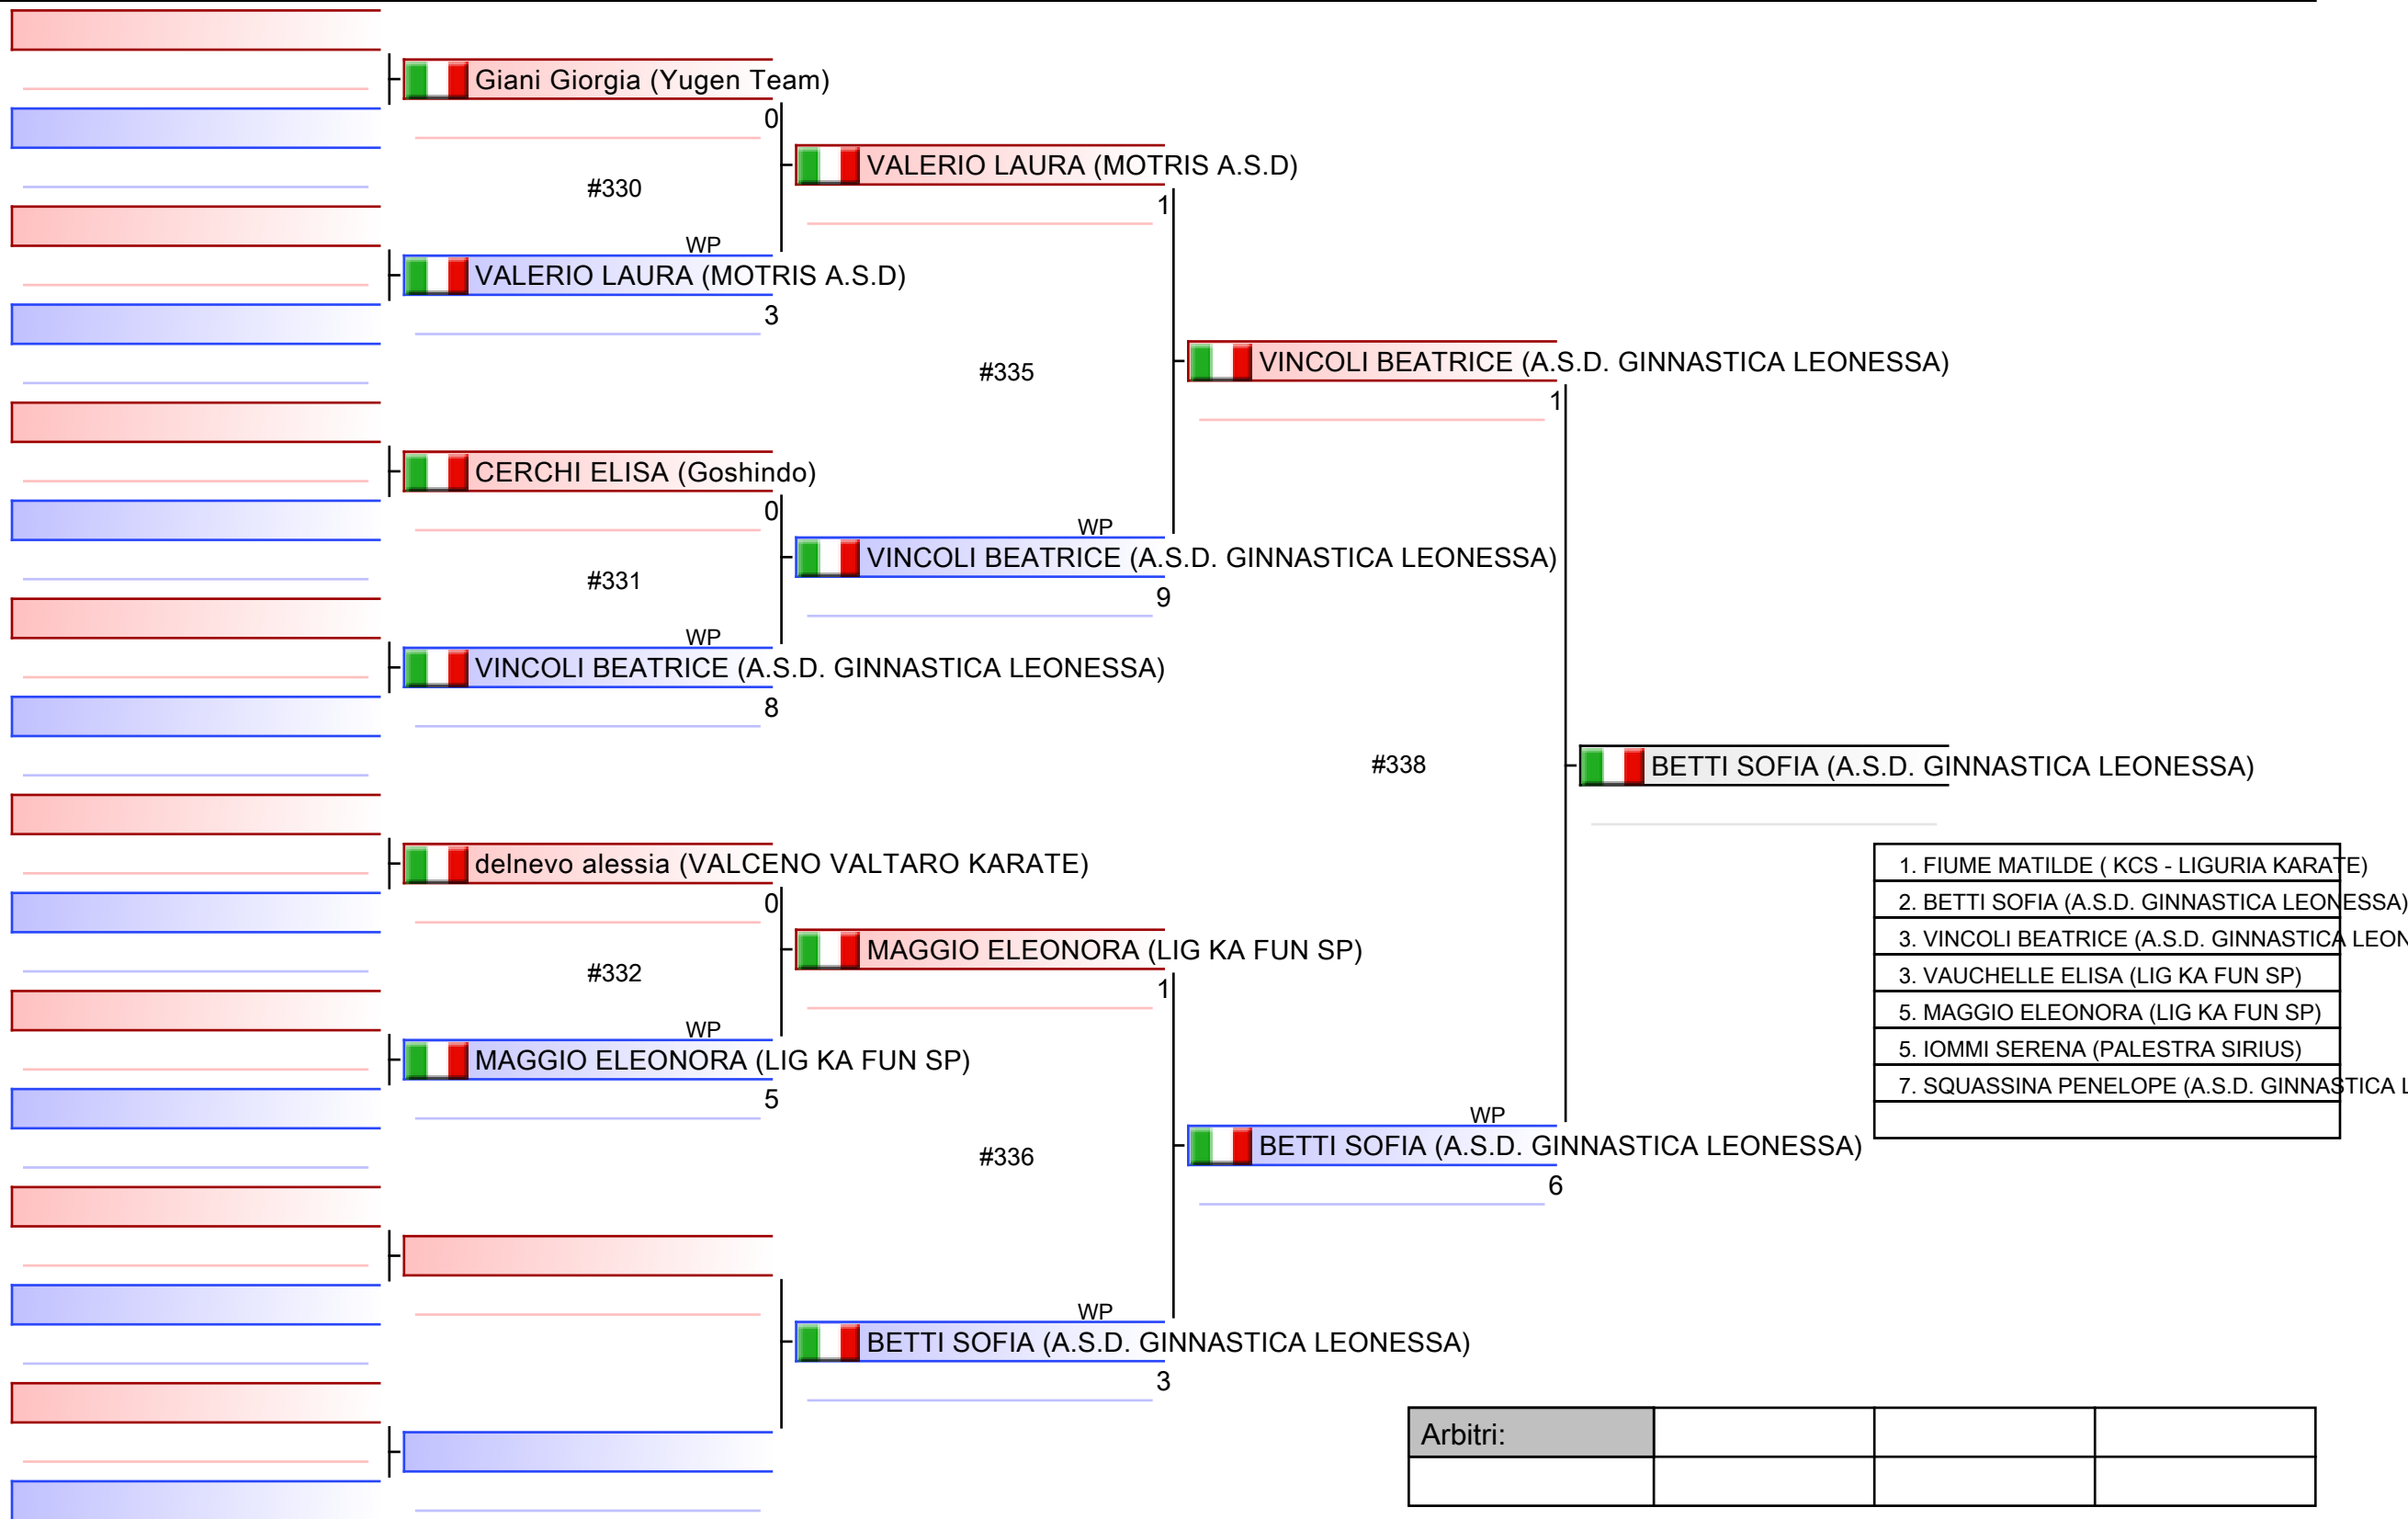 Giani Giorgia (Yugen Team)
0
#330
WP
VALERIO LAURA (MOTRIS A.S.D)
3
CERCHI ELISA (Goshindo)
0
#331
WP
VINCOLI BEATRICE (A.S.D. GINNASTICA LEONESSA)
8
delnevo alessia (VALCENO VALTARO KARATE)
0
#332
WP
MAGGIO ELEONORA (LIG KA FUN SP)
5
VALERIO LAURA (MOTRIS A.S.D)
1
#335
WP
VINCOLI BEATRICE (A.S.D. GINNASTICA LEONESSA)
9
MAGGIO ELEONORA (LIG KA FUN SP)
1
#336
WP
BETTI SOFIA (A.S.D. GINNASTICA LEONESSA)
3
VINCOLI BEATRICE (A.S.D. GINNASTICA LEONESSA)
1
#338
WP
BETTI SOFIA (A.S.D. GINNASTICA LEONESSA)
6
BETTI SOFIA (A.S.D. GINNASTICA LEONESSA)
1. FIUME MATILDE ( KCS - LIGURIA KARATE)
2. BETTI SOFIA (A.S.D. GINNASTICA LEONESSA)
3. VINCOLI BEATRICE (A.S.D. GINNASTICA LEON
3. VAUCHELLE ELISA (LIG KA FUN SP)
5. MAGGIO ELEONORA (LIG KA FUN SP)
5. IOMMI SERENA (PALESTRA SIRIUS)
7. SQUASSINA PENELOPE (A.S.D. GINNASTICA L
Arbitri: